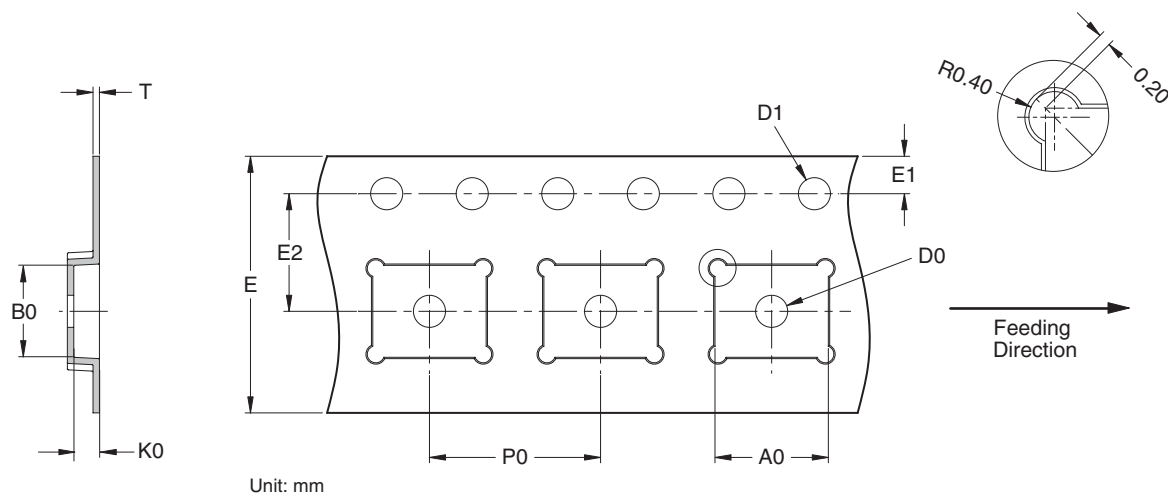 T
B0
K0
E
E2
P0
A0
D1
E1
D0
R0.40
0.20
Feeding
Direction
Unit: mm